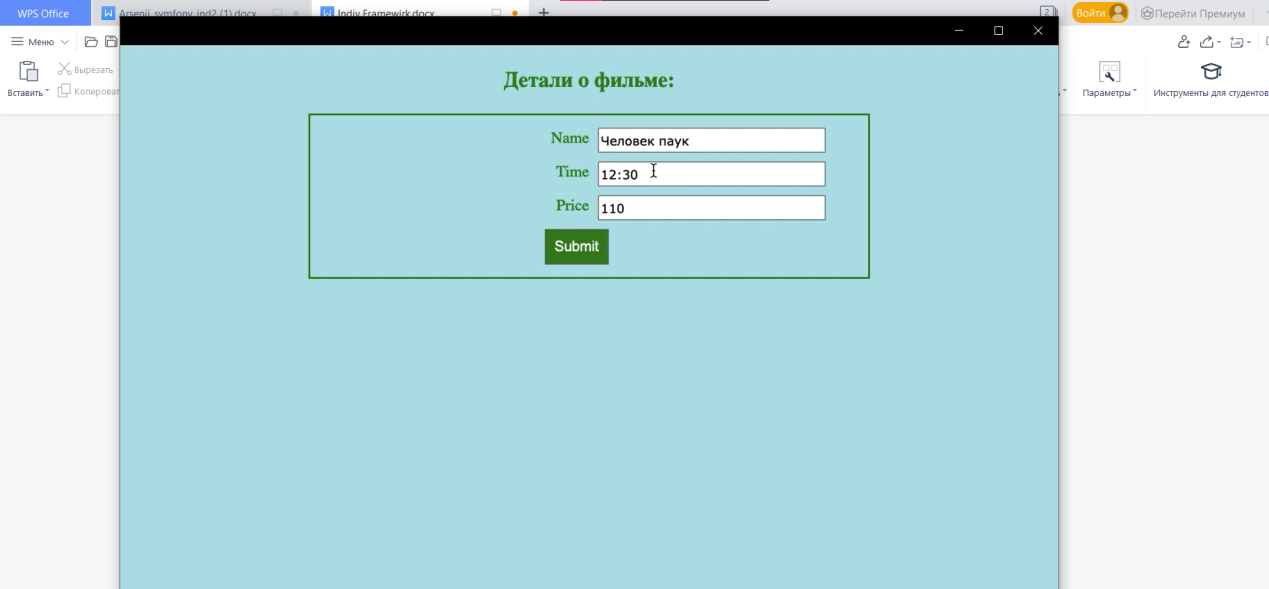 WPS Office
Arsenii_symfony_ind2 (1).docx
Indiv Framewirk.docx
2
Войти
Перейти Премиум
Меню
Вставить
Вырезать
Копироват
Параметры
Инструменты для студентов
Детали о фильме:
Name Человек паук
Time 12:30
Price 110
Submit